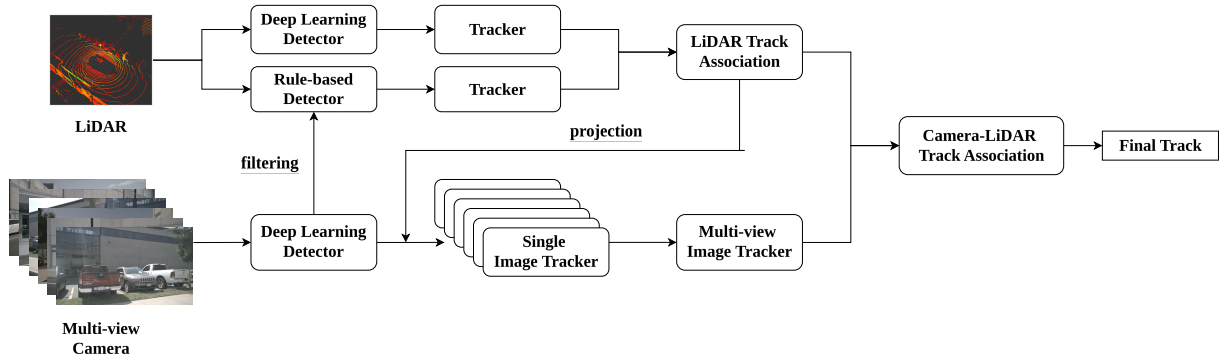 Deep Learning
Detector
Tracker
LiDAR Track
Association
Rule-based
Detector
Tracker
LiDAR
projection
Camera-LiDAR
Track Association
Final Track
filtering
Deep Learning
Detector
Single
Image Tracker
Multi-view
Image Tracker
Multi-view
Camera